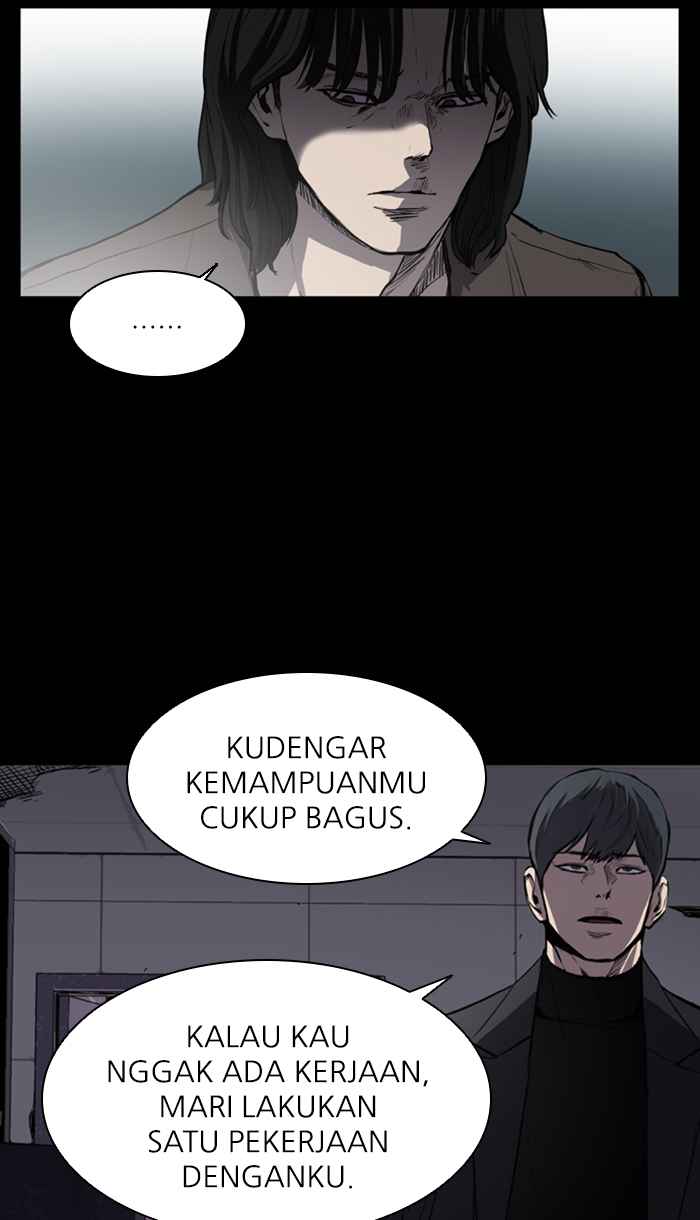 ......
KUDENGAR
KEMAMPUANMU
CUKUP BAGUS.
KALAU KAU
NGGAK ADA KERJAAN,
MARI LAKUKAN
SATU PEKERJAAN
DENGANKU.